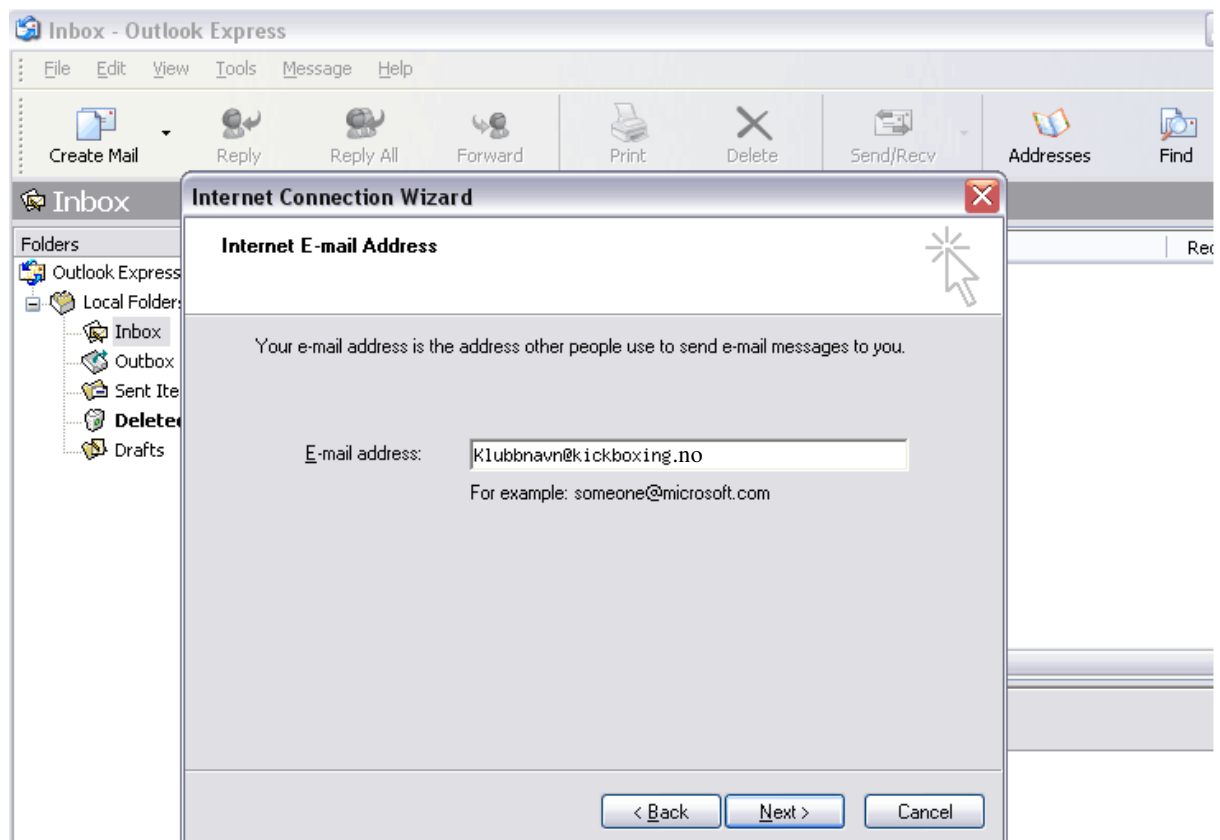 Inbox - Outlook Express
File Edit View Tools Message Help
Create Mail Reply Reply All Forward Print Delete Send/Recv Addresses Find
Inbox
Internet Connection Wizard
Folders
Internet E-mail Address
Rec
Outlook Express
Local Folders
Inbox
Your e-mail address is the address other people use to send e-mail messages to you.
Outbox
Sent Ite
Deleted
Drafts
E-mail address: Klubbnavn@kickboxing.no
For example: someone@microsoft.com
< Back Next > Cancel